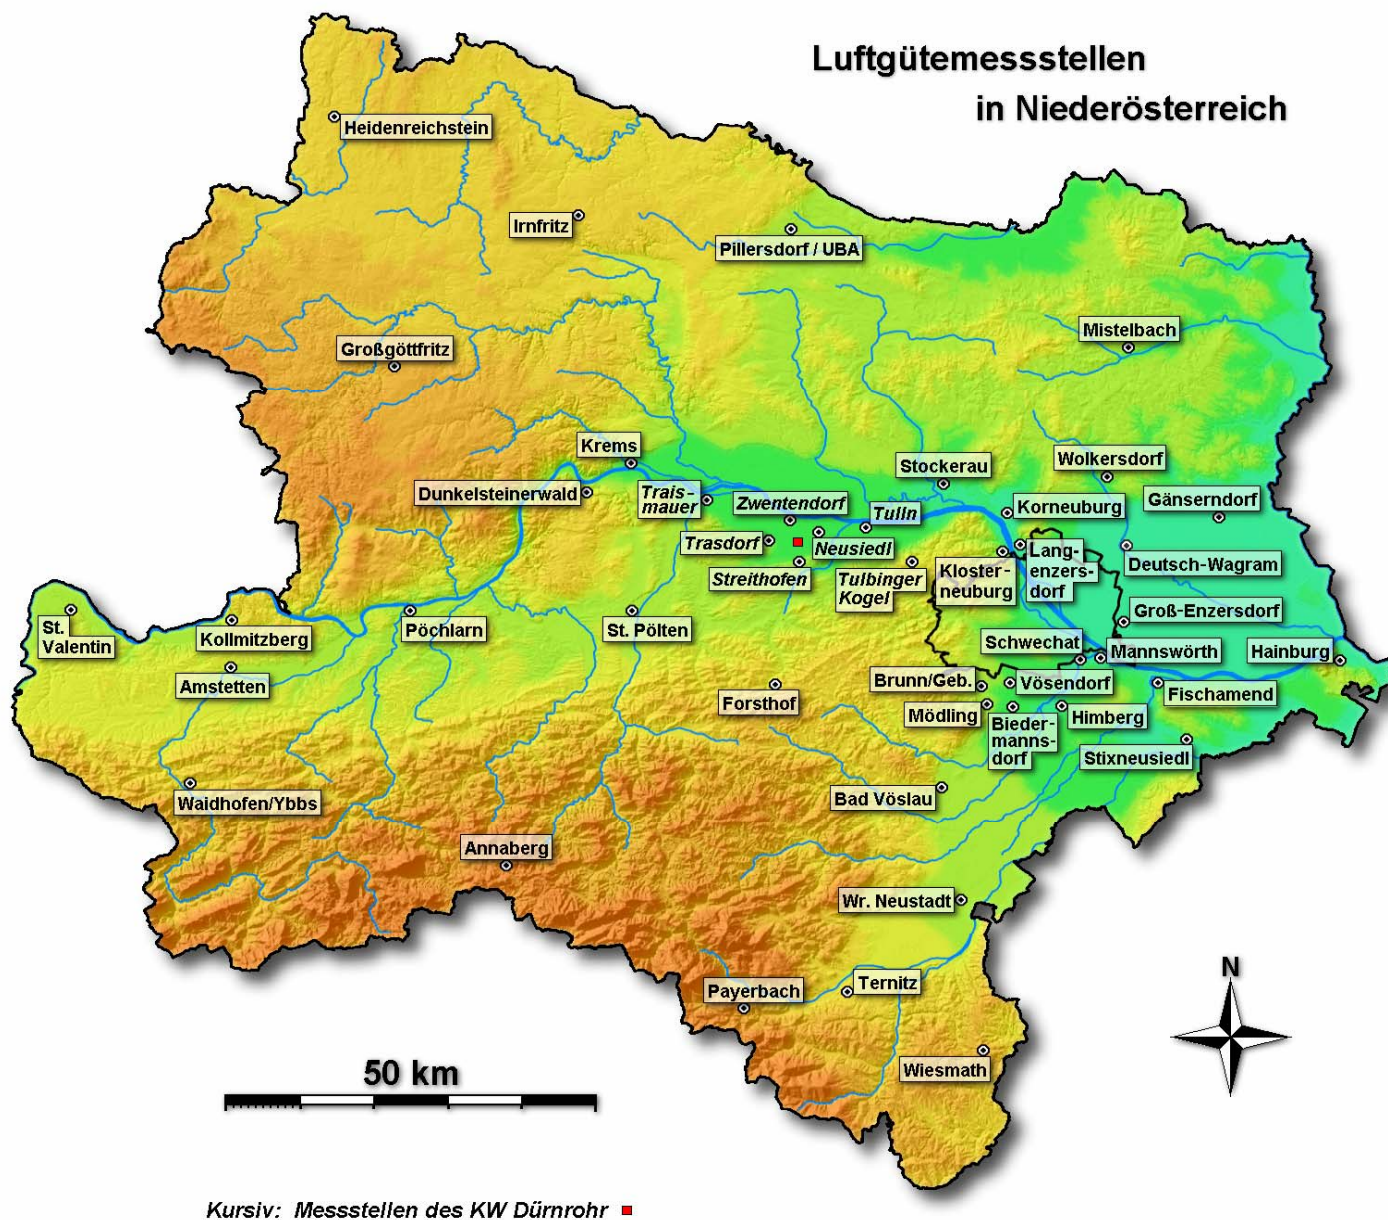 Luftgütemessstellen
in Niederösterreich
Heidenreichstein
Irnfritz
Pillersdorf / UBA
Mistelbach
Großgöttfritz
Krems
Stockerau
Wolkersdorf
Dunkelsteinerwald
Trais-
mauer
Zwentendorf
Tulln
Korneuburg
Gänserndorf
Trasdorf
Neusiedl
Streithofen
Tulbinger
Kogel
Kloster-
neuburg
Lang-
enzers-
dorf
Deutsch-Wagram
St.
Valentin
Kollmitzberg
Pöchlarn
St. Pölten
Groß-Enzersdorf
Schwechat
Mannswörth
Hainburg
Amstetten
Forsthof
Brunn/Geb.
Vösendorf
Fischamend
Mödling
Bieder-
manns-
dorf
Himberg
Stixneusiedl
Waidhofen/Ybbs
Bad Vöslau
Annaberg
Wr. Neustadt
Payerbach
Ternitz
Wiesmath
N
50 km
Kursiv: Messstellen des KW Dürnrohr